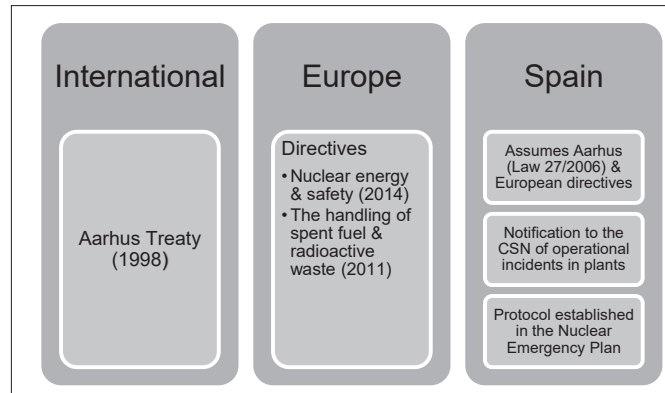 International
Aarhus Treaty
(1998)
Europe
Directives
• Nuclear energy
& safety (2014)
• The handling of
spent fuel &
radioactive
waste (2011)
Spain
Assumes Aarhus
(Law 27/2006) &
European directives
Notification to the
CSN of operational
incidents in plants
Protocol established
in the Nuclear
Emergency Plan